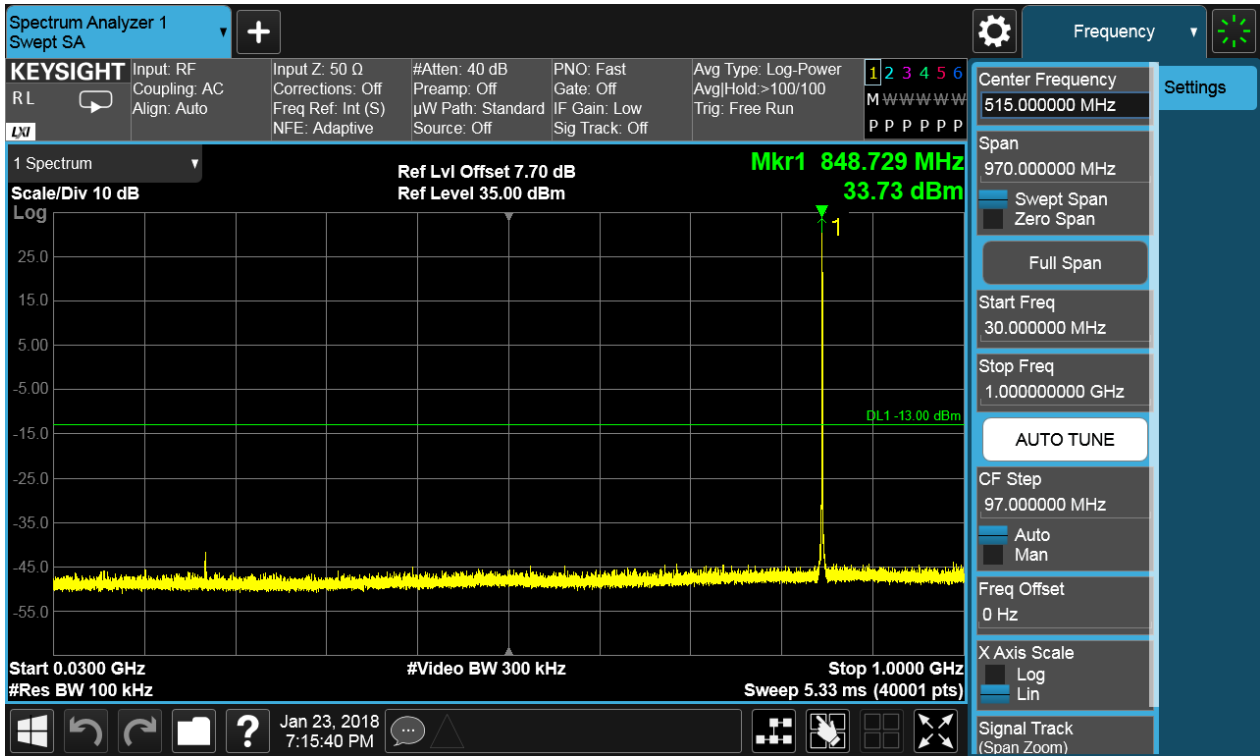 Spectrum Analyzer 1
Swept SA
+
Frequency
KEYSIGHT
RL
LXI
Input: RF
Coupling: AC
Align: Auto
Input Z: 50 Ω
Corrections: Off
Freq Ref: Int (S)
NFE: Adaptive
#Atten: 40 dB
Preamp: Off
µW Path: Standard
Source: Off
PNO: Fast
Gate: Off
IF Gain: Low
Sig Track: Off
Avg Type: Log-Power
Avg|Hold:>100/100
Trig: Free Run
1 2 3 4 5 6
M W W W W W
P P P P P P
1 Spectrum
Scale/Div 10 dB
Log
Ref Lvl Offset 7.70 dB
Ref Level 35.00 dBm
Mkr1 848.729 MHz
33.73 dBm
1
25.0
15.0
5.00
-5.00
DL1 -13.00 dBm
-15.0
-25.0
-35.0
-45.0
-55.0
Start 0.0300 GHz
#Res BW 100 kHz
#Video BW 300 kHz
Stop 1.0000 GHz
Sweep 5.33 ms (40001 pts)
Center Frequency
515.000000 MHz
Span
970.000000 MHz
Swept Span
Zero Span
Full Span
Start Freq
30.000000 MHz
Stop Freq
1.000000000 GHz
AUTO TUNE
CF Step
97.000000 MHz
Auto
Man
Freq Offset
0 Hz
X Axis Scale
Log
Lin
Signal Track
(Span Zoom)
Settings
?
Jan 23, 2018
7:15:40 PM